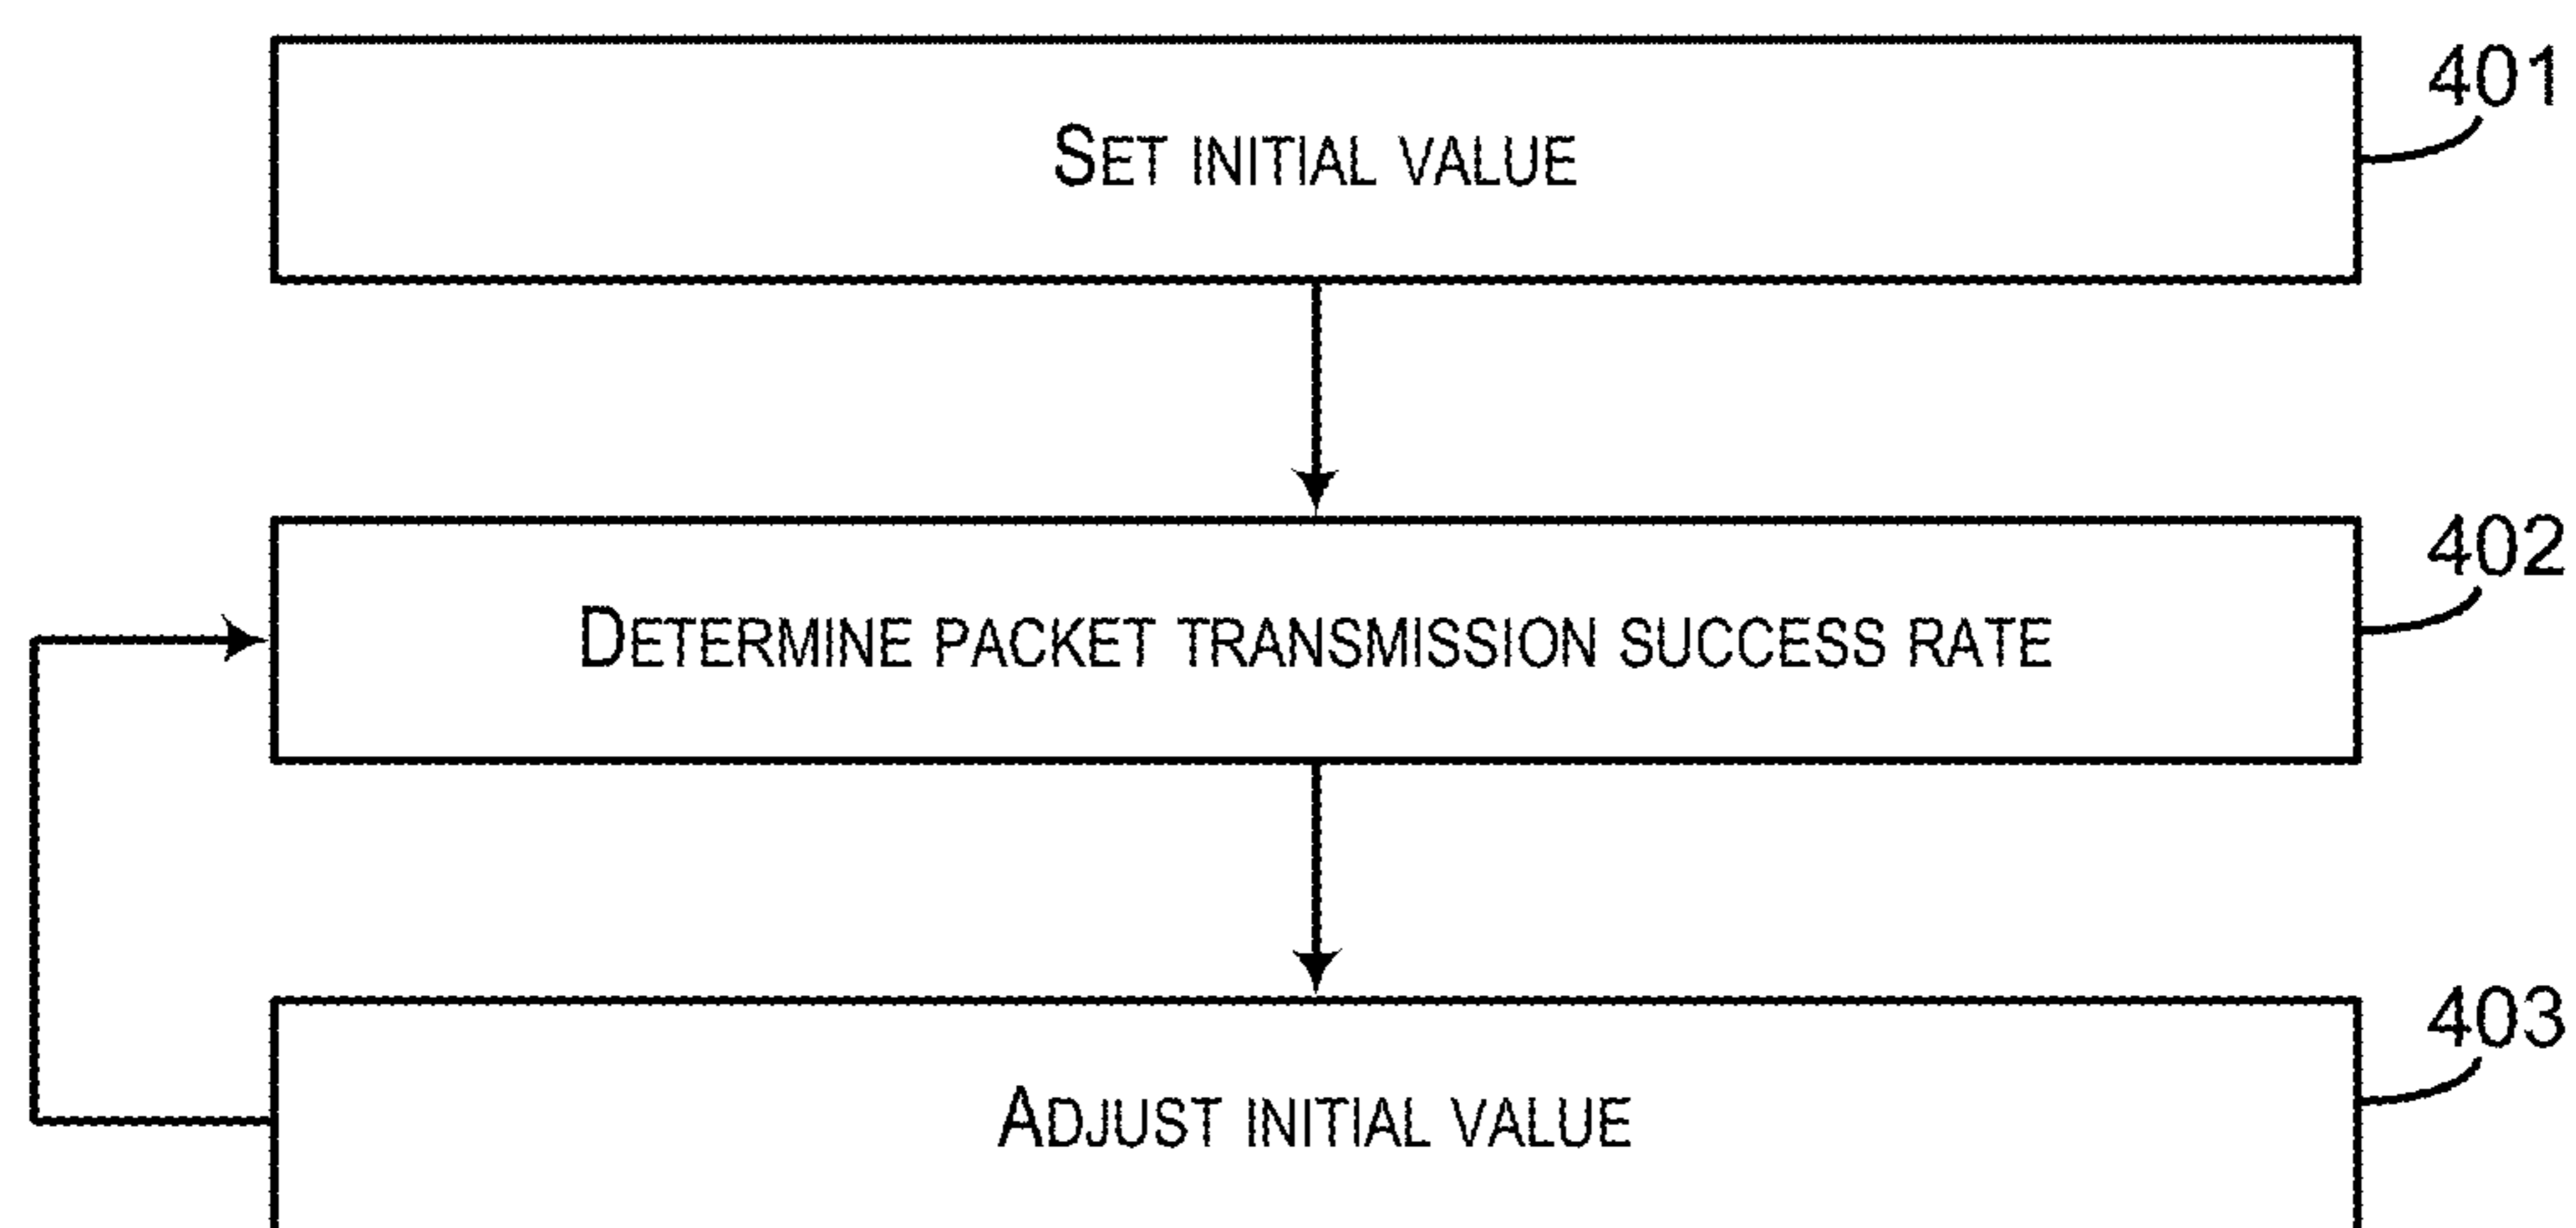 401
SET INITIAL VALUE
402
DETERMINE PACKET TRANSMISSION SUCCESS RATE
403
ADJUST INITIAL VALUE